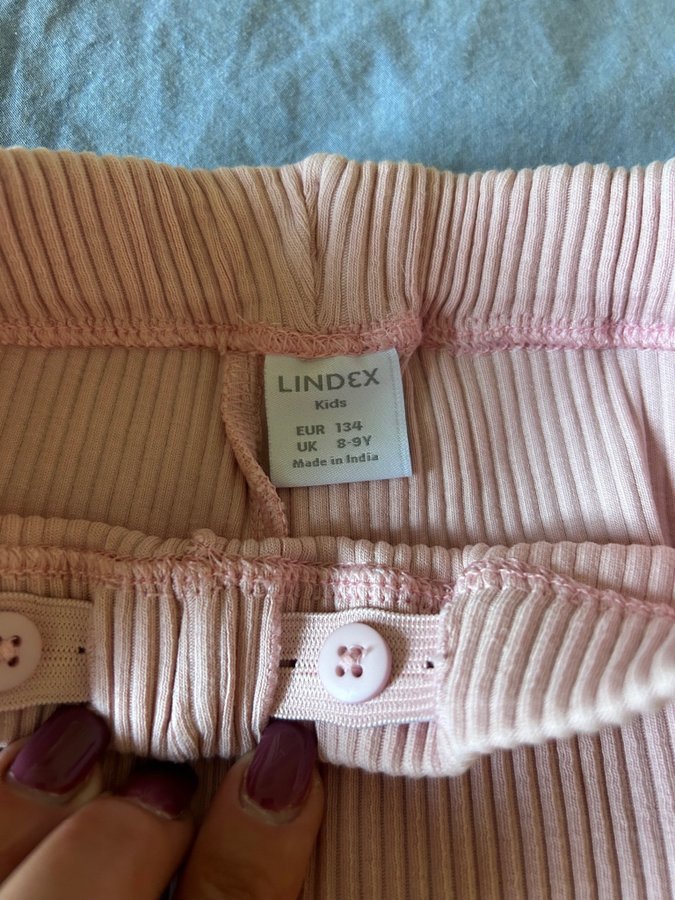 LINDEX
Kids
EUR 134
UK 8-9Y
Made in India